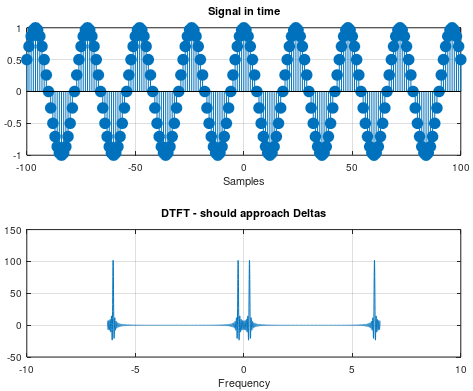 Signal in time
1
0.5
0
-0.5
-1
-100 -50 0 50 100
Samples
DTFT - should approach Deltas
150
100
50
0
-50
-10 -5 0 5 10
Frequency